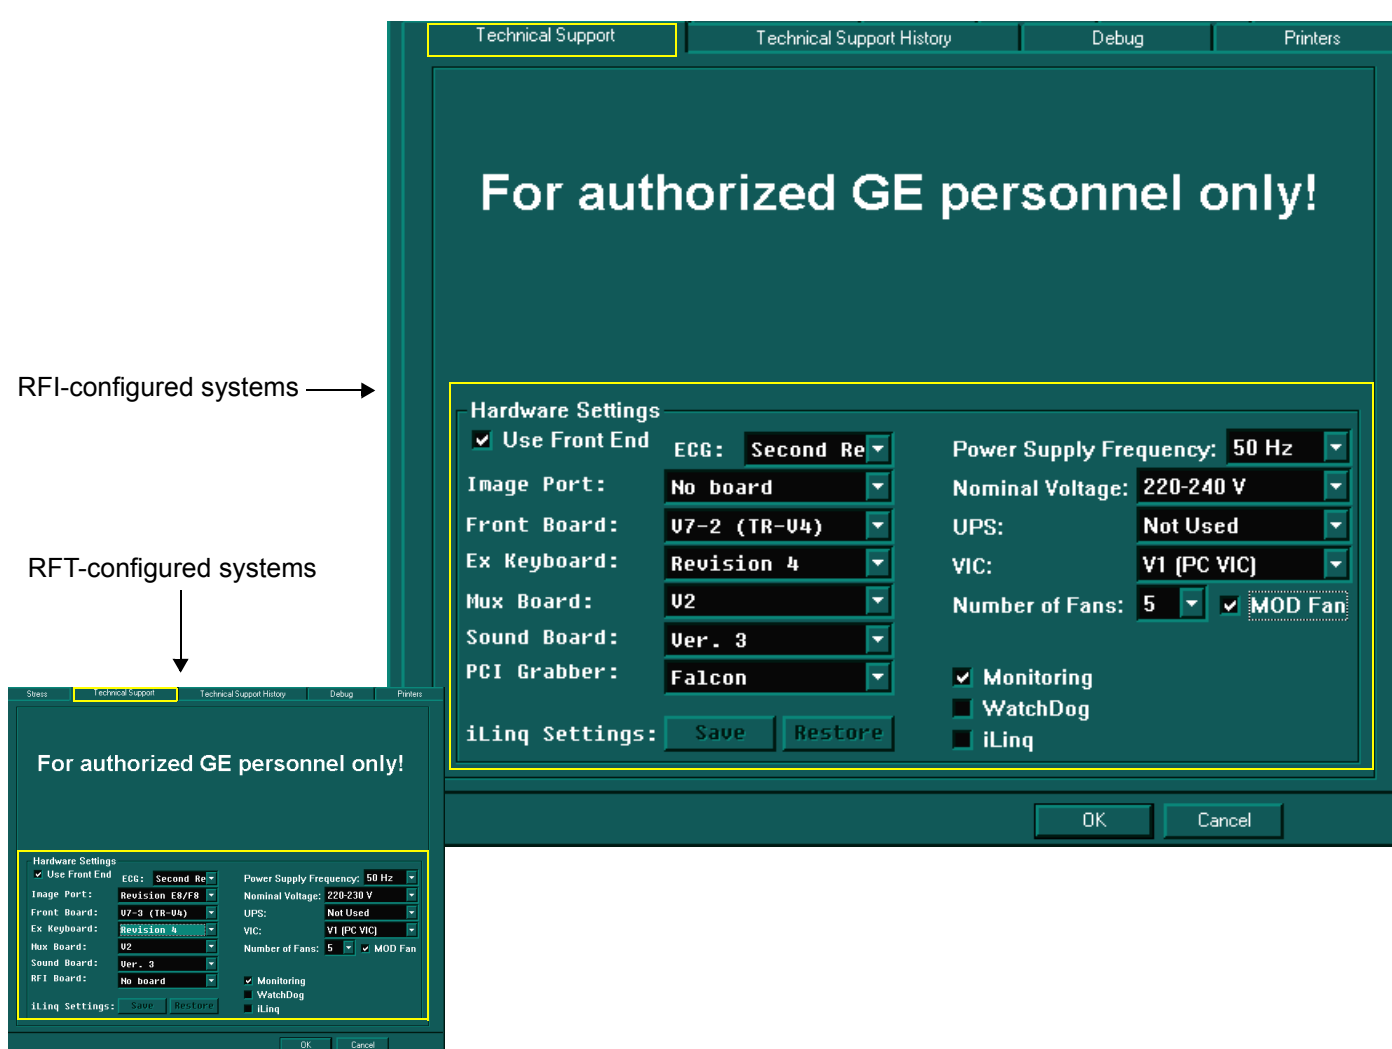 Technical Support Technical Support History Debug Printers
For authorized GE personnel only!
RFI-configured systems
Hardware Settings
Use Front End ECG: Second Re Power Supply Frequency: 50 Hz
Image Port: No board Nominal Voltage: 220-240 V
Front Board: V7-2 (TR-V4) UPS: Not Used
Ex Keyboard: Revision 4 VIC: V1 (PC VIC)
Mux Board: V2 Number of Fans: 5 MOD Fan
Sound Board: Ver. 3
PCI Grabber: Falcon Monitoring
WatchDog
iLinq Settings: Save Restore iLinq
OK Cancel
RFT-configured systems
Stress Technical Support Technical Support History Debug Printers
For authorized GE personnel only!
Hardware Settings
Use Front End ECG: Second Re Power Supply Frequency: 50 Hz
Image Port: Revision E8/F8 Nominal Voltage: 220-230 V
Front Board: V7-3 (TR-V4) UPS: Not Used
Ex Keyboard: Revision 4 VIC: V1 (PC VIC)
Mux Board: V2 Number of Fans: 5 MOD Fan
Sound Board: Ver. 3
RFI Board: No board Monitoring
WatchDog
iLinq Settings: Save Restore iLinq
OK Cancel